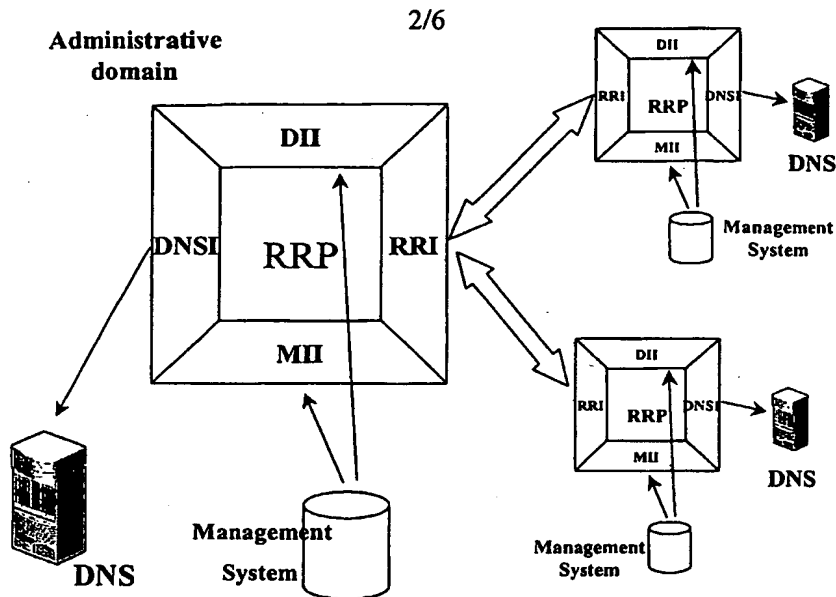 2/6
Administrative
domain
DII
DNSI
RRP
RRI
MII
DNS
Management
System
DII
RRI
RRP
DNSI
MII
DNS
Management
System
DII
RRI
RRP
DNSI
MII
DNS
Management
System